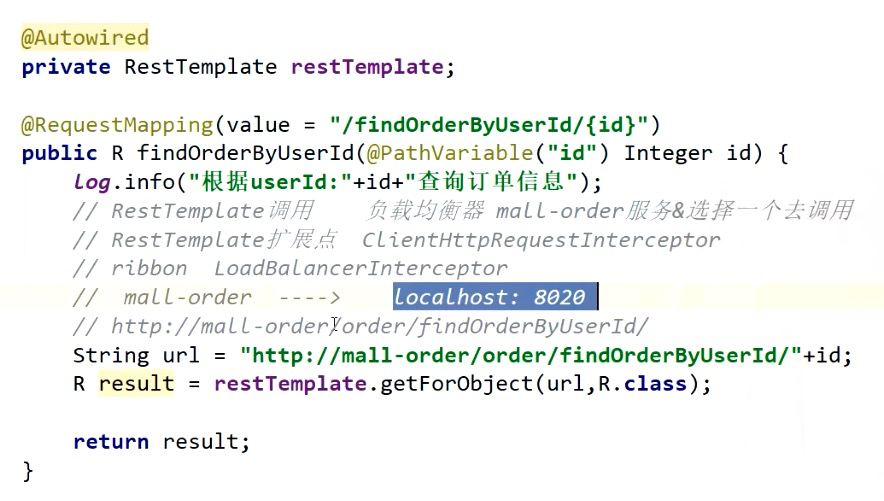 @Autowired
private RestTemplate restTemplate;
@RequestMapping(value = "/findOrderByUserId/{id}")
public R findOrderByUserId(@PathVariable("id") Integer id) {
log.info("根据userId:"+id+"查询订单信息");
// RestTemplate调用 负载均衡器 mall-order服务&选择一个去调用
// RestTemplate扩展点 ClientHttpRequestInterceptor
// ribbon LoadBalancerInterceptor
// mall-order ----> localhost: 8020
// http://mall-order/order/findOrderByUserId/
String url = "http://mall-order/order/findOrderByUserId/"+id;
R result = restTemplate.getForObject(url,R.class);
return result;
}